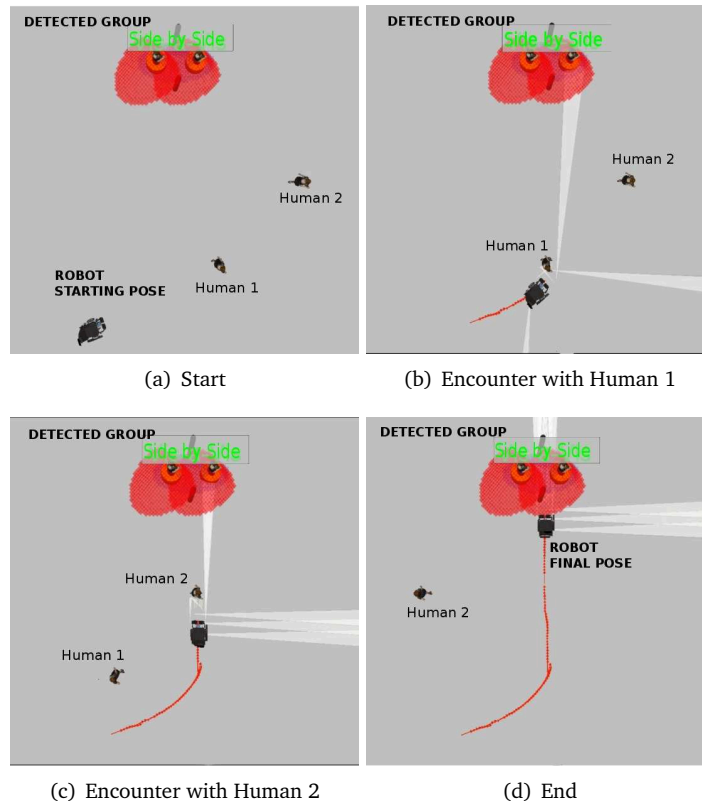 DETECTED GROUP
Side by Side
Human 2
Human 1
ROBOT
STARTING POSE
(a) Start
DETECTED GROUP
Side by Side
Human 2
Human 1
(b) Encounter with Human 1
DETECTED GROUP
Side by Side
Human 2
Human 1
(c) Encounter with Human 2
DETECTED GROUP
Side by Side
ROBOT
FINAL POSE
Human 2
(d) End